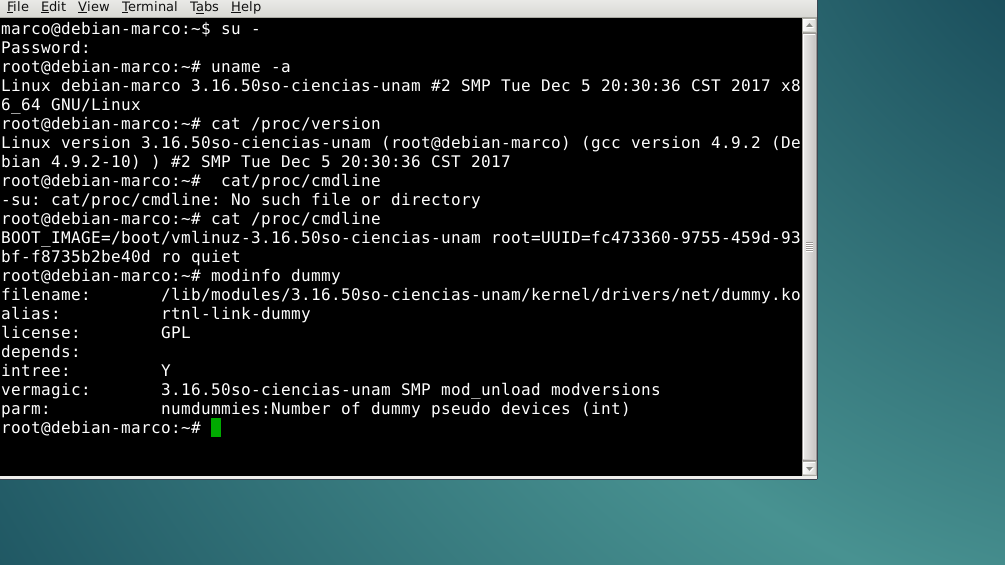 File Edit View Terminal Tabs Help
marco@debian-marco:~$ su -
Password:
root@debian-marco:~# uname -a
Linux debian-marco 3.16.50so-ciencias-unam #2 SMP Tue Dec 5 20:30:36 CST 2017 x8
6_64 GNU/Linux
root@debian-marco:~# cat /proc/version
Linux version 3.16.50so-ciencias-unam (root@debian-marco) (gcc version 4.9.2 (De
bian 4.9.2-10) ) #2 SMP Tue Dec 5 20:30:36 CST 2017
root@debian-marco:~#  cat/proc/cmdline
-su: cat/proc/cmdline: No such file or directory
root@debian-marco:~# cat /proc/cmdline
BOOT_IMAGE=/boot/vmlinuz-3.16.50so-ciencias-unam root=UUID=fc473360-9755-459d-93
bf-f8735b2be40d ro quiet
root@debian-marco:~# modinfo dummy
filename:       /lib/modules/3.16.50so-ciencias-unam/kernel/drivers/net/dummy.ko
alias:          rtnl-link-dummy
license:        GPL
depends:
intree:         Y
vermagic:       3.16.50so-ciencias-unam SMP mod_unload modversions
parm:           numdummies:Number of dummy pseudo devices (int)
root@debian-marco:~#